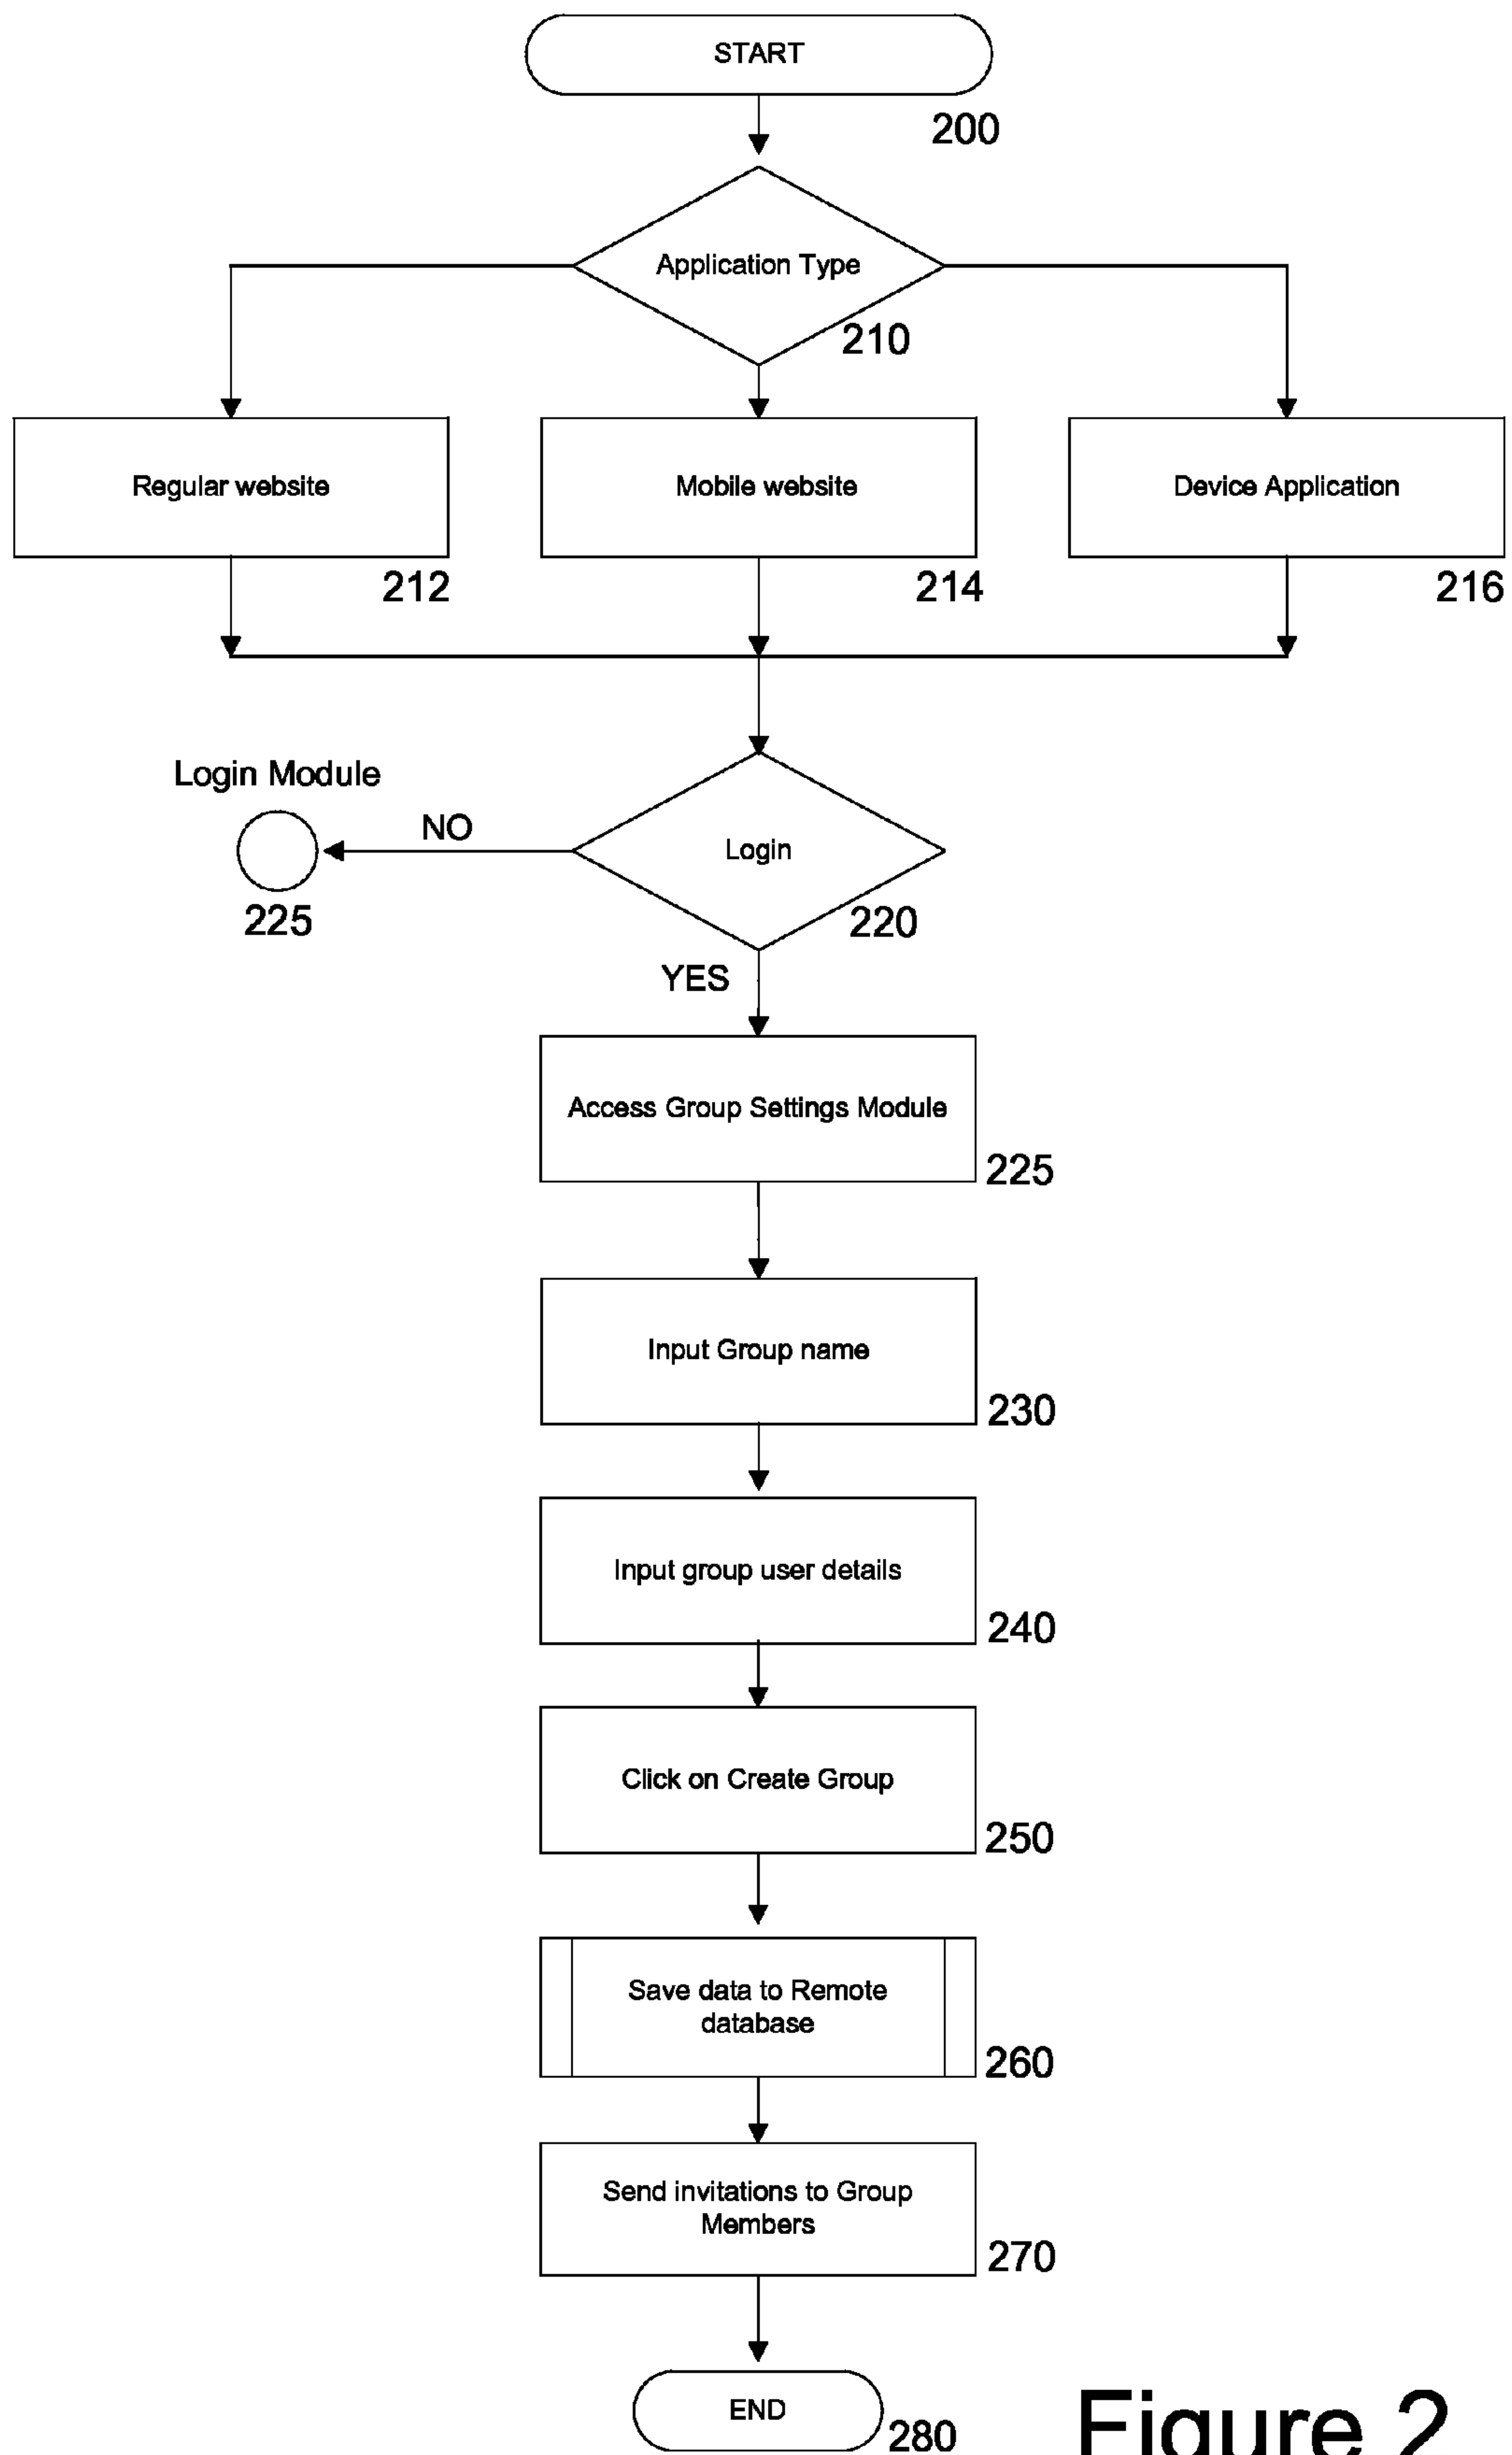 START
200
Application Type
210
Regular website
Mobile website
Device Application
212
214
216
Login Module
NO
Login
225
220
YES
Access Group Settings Module
225
Input Group name
230
Input group user details
240
Click on Create Group
250
Save data to Remote
database
260
Send invitations to Group
Members
270
END
280
Figure 2